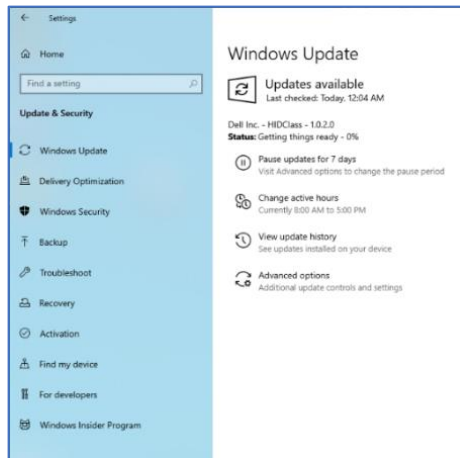 Settings
Home
Find a setting
Update & Security
Windows Update
Delivery Optimization
Windows Security
Backup
Troubleshoot
Recovery
Activation
Find my device
For developers
Windows Insider Program
Windows Update
Updates available
Last checked: Today, 12:04 AM
Dell Inc. - HIDClass - 1.0.2.0
Status: Getting things ready - 0%
Pause updates for 7 days
Visit Advanced options to change the pause period
Change active hours
Currently 8:00 AM to 5:00 PM
View update history
See updates installed on your device
Advanced options
Additional update controls and settings